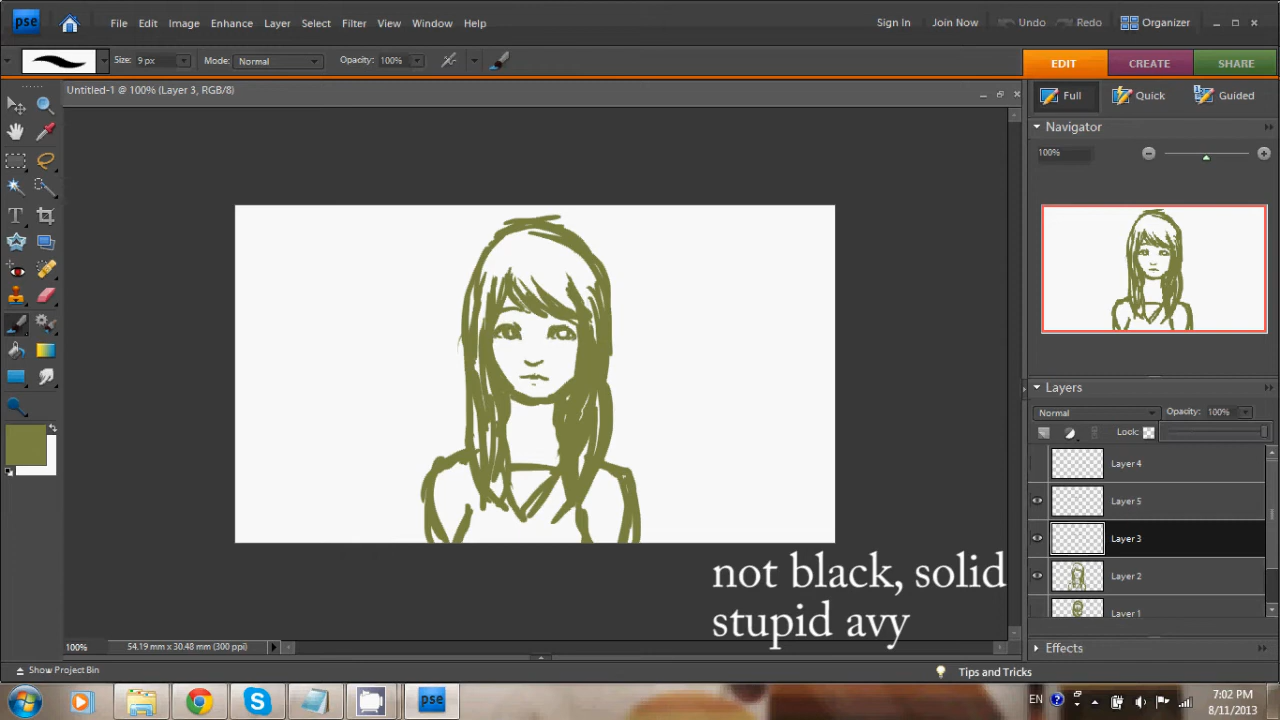 pse File Edit Image Enhance Layer Select Filter View Window Help Sign In Join Now Undo Redo Organizer
Size: 9 px Mode: Normal Opacity: 100% EDIT CREATE SHARE
Untitled-1 @ 100% (Layer 3, RGB/8)
Full Quick Guided
Navigator
100%
Layers
Normal Opacity: 100%
Lock:
Layer 4
Layer 5
Layer 3
Layer 2
Layer 1
not black, solid
stupid avy
100% 54.19 mm x 30.48 mm (300 ppi)
Effects
Show Project Bin Tips and Tricks
pse EN 7:02 PM
8/11/2013